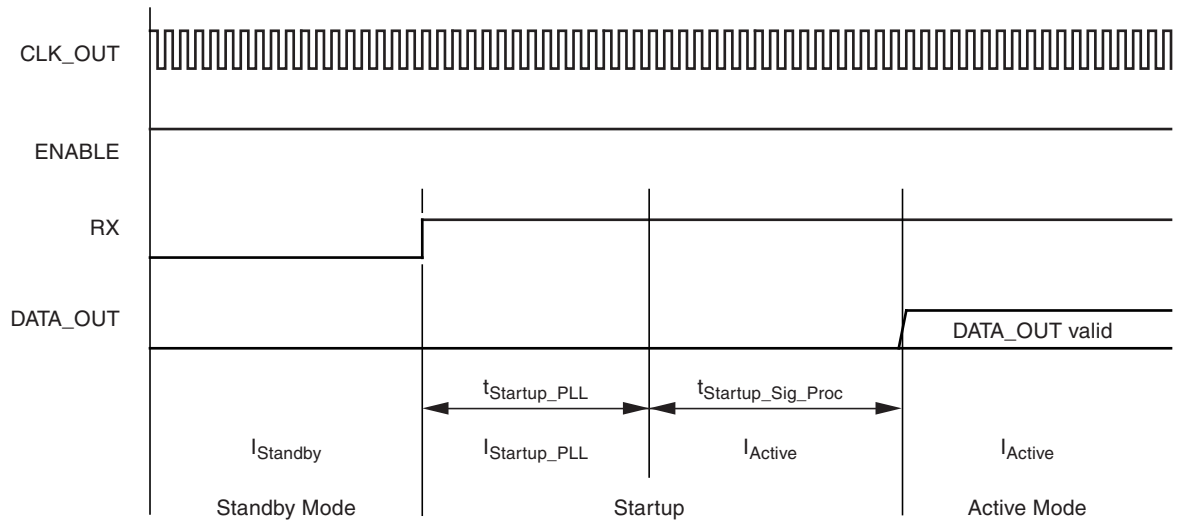 CLK_OUT
ENABLE
RX
DATA_OUT
DATA_OUT valid
tStartup_PLL
tStartup_Sig_Proc
IStandby
IStartup_PLL
IActive
IActive
Standby Mode
Startup
Active Mode